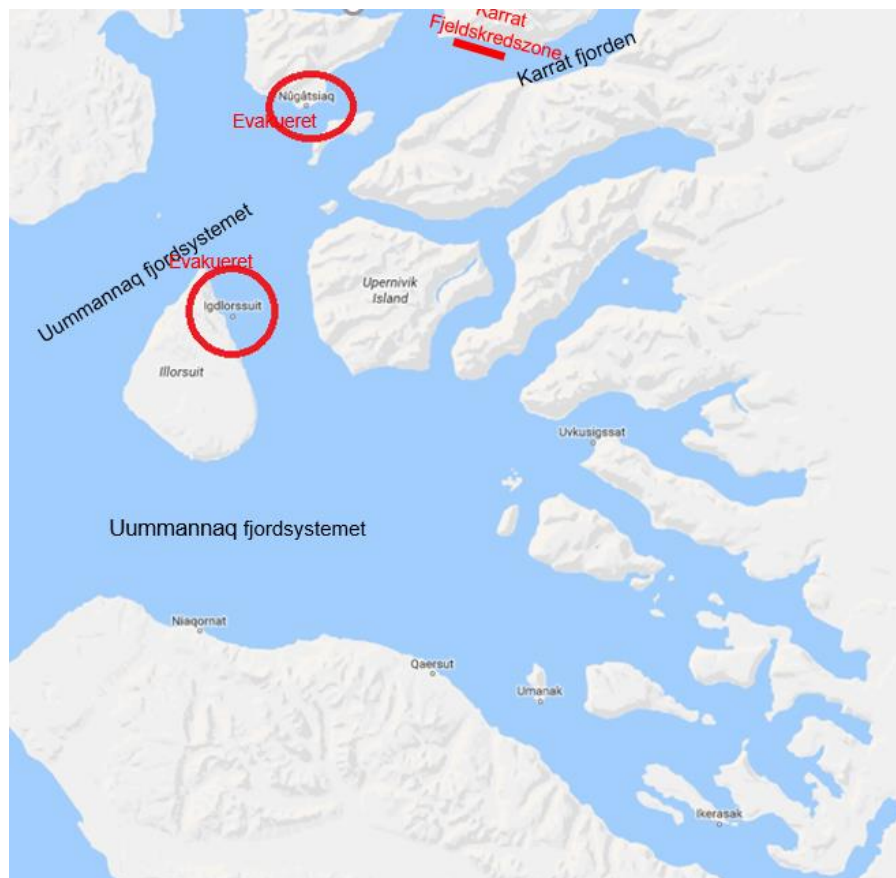 Karrat
Fjeldskredszone
Karrat fjorden
Nûgâtsiaq
Evakueret
Uummannaq fjordsystemet
Evakueret
Igdlorssuit
Upernivik
Island
Illorsuit
Uvkusigssat
Uummannaq fjordsystemet
Niaqornat
Qaersut
Umanak
Ikerasak